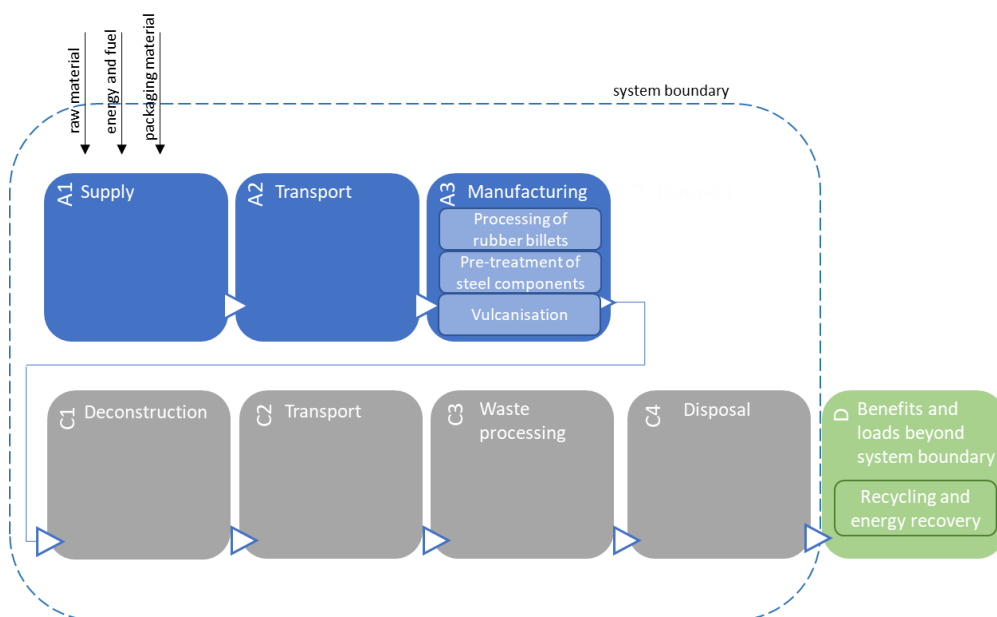 raw material
energy and fuel
packaging material
system boundary
A1 Supply
A2 Transport
A3 Manufacturing
Processing of
rubber billets
Pre-treatment of
steel components
Vulcanisation
C1 Deconstruction
C2 Transport
C3 Waste
processing
C4 Disposal
D Benefits and
loads beyond
system boundary
Recycling and
energy recovery